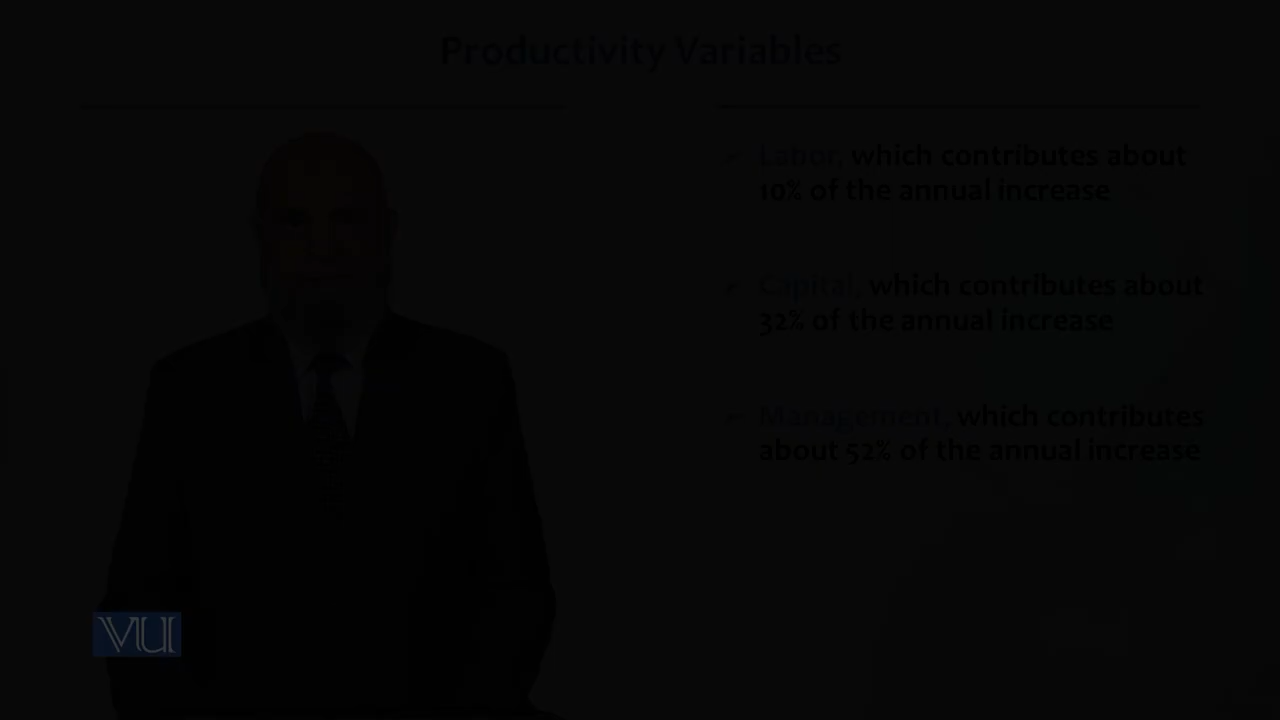 Productivity Variables
Labor, which contributes about
10% of the annual increase
Capital, which contributes about
32% of the annual increase
Management, which contributes
about 52% of the annual increase
VU